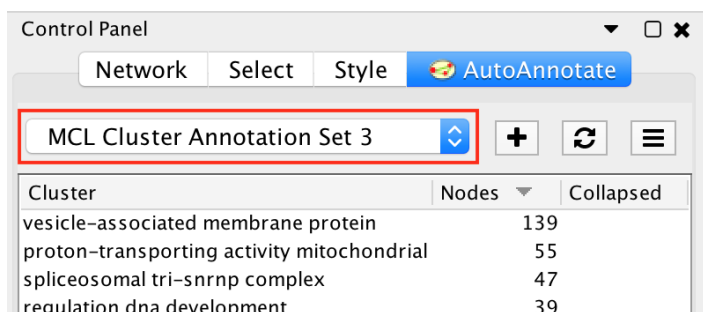 Control Panel
Network Select Style AutoAnnotate
MCL Cluster Annotation Set 3
Cluster Nodes Collapsed
vesicle-associated membrane protein 139
proton-transporting activity mitochondrial 55
spliceosomal tri-snrnp complex 47
regulation dna development 39